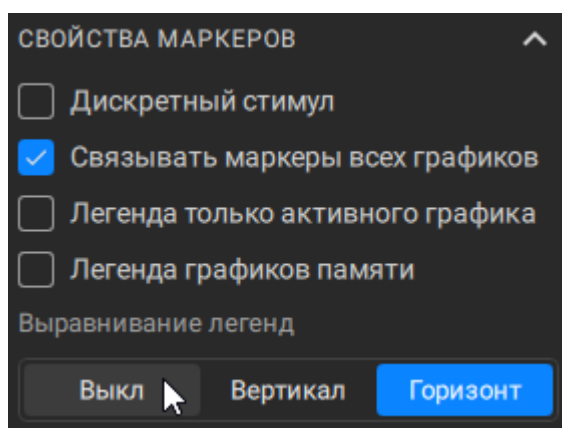 СВОЙСТВА МАРКЕРОВ
Дискретный стимул
Связывать маркеры всех графиков
Легенда только активного графика
Легенда графиков памяти
Выравнивание легенд
Выкл Вертикал Горизонт